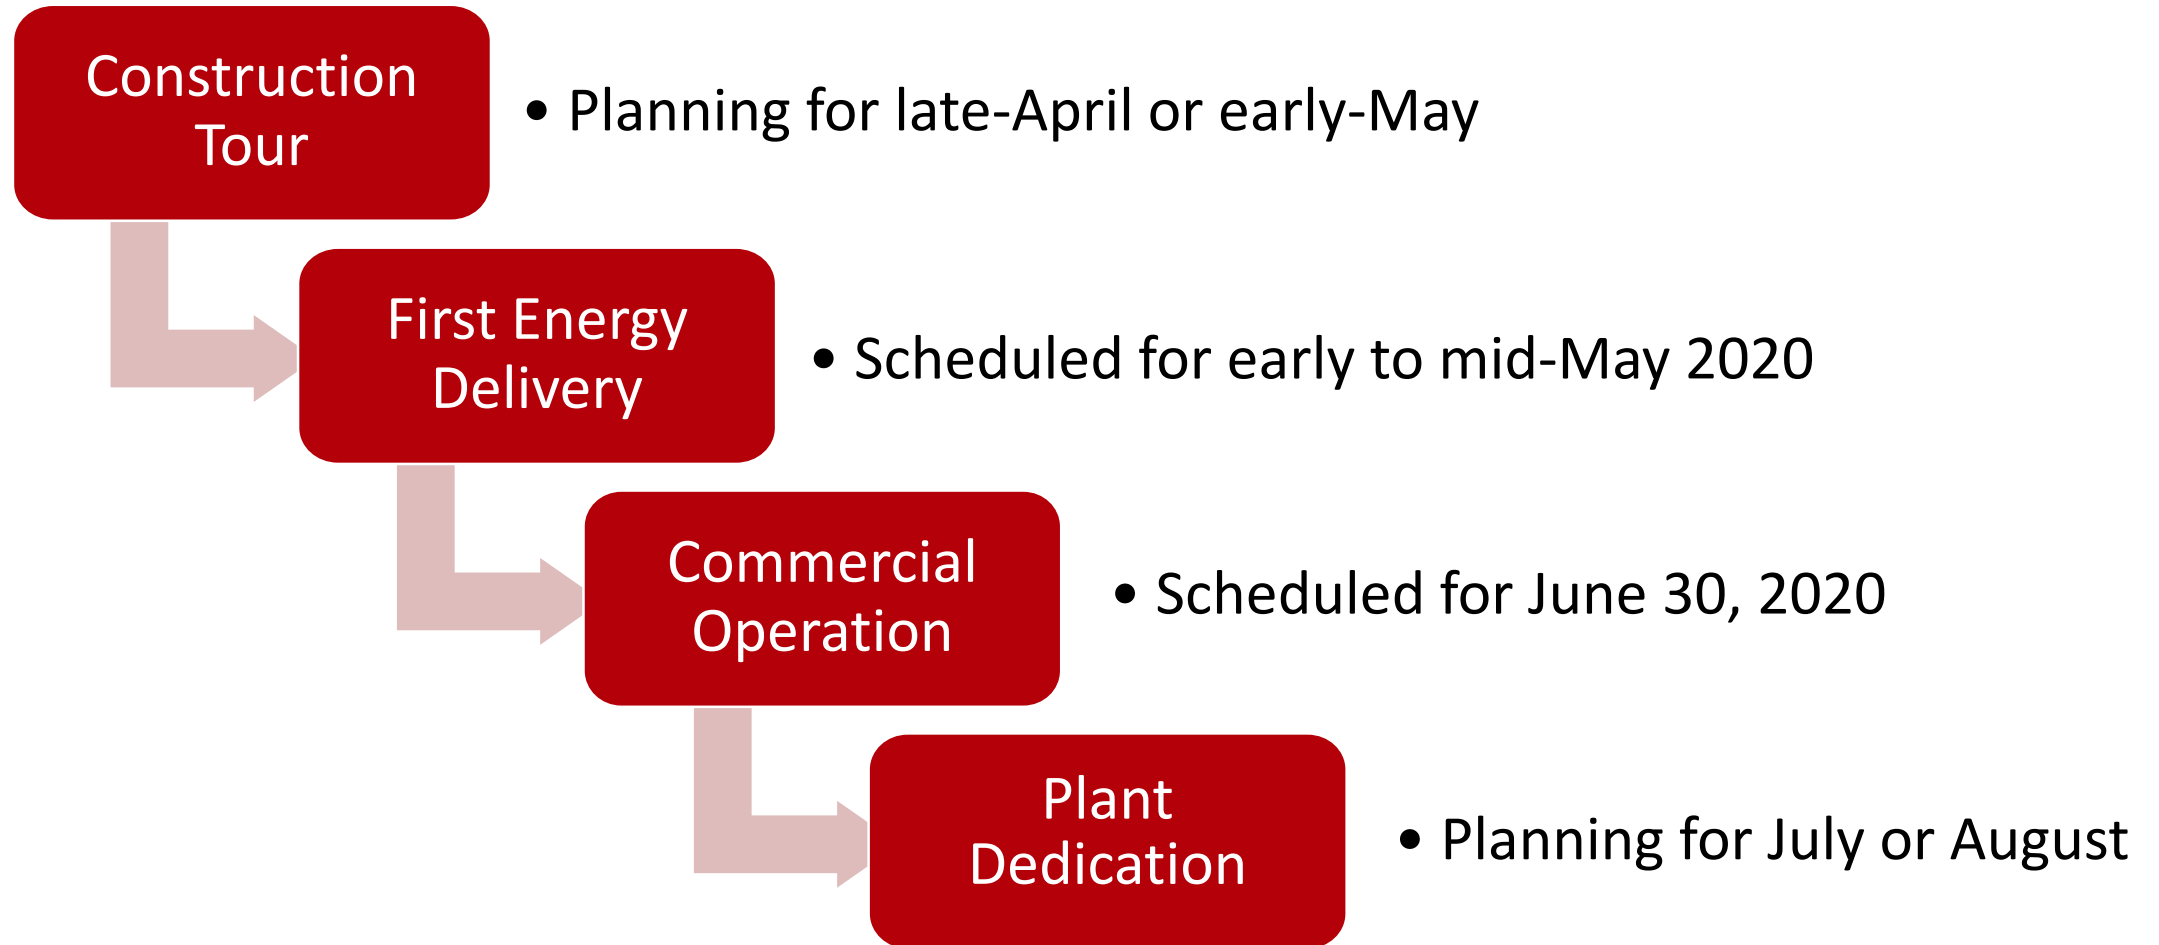 Construction
Tour
• Planning for late-April or early-May
First Energy
Delivery
• Scheduled for early to mid-May 2020
Commercial
Operation
• Scheduled for June 30, 2020
Plant
Dedication
• Planning for July or August